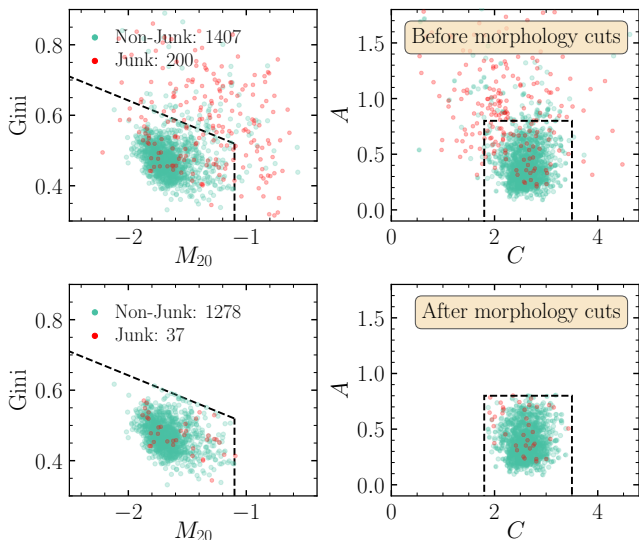 Gini
0.8
0.6
0.4
Non-Junk: 1407
Junk: 200
−2
−1
M20
A
1.5
1.0
0.5
0.0
Before morphology cuts
0
2
4
C
Gini
0.8
0.6
0.4
Non-Junk: 1278
Junk: 37
−2
−1
M20
A
1.5
1.0
0.5
0.0
After morphology cuts
0
2
4
C